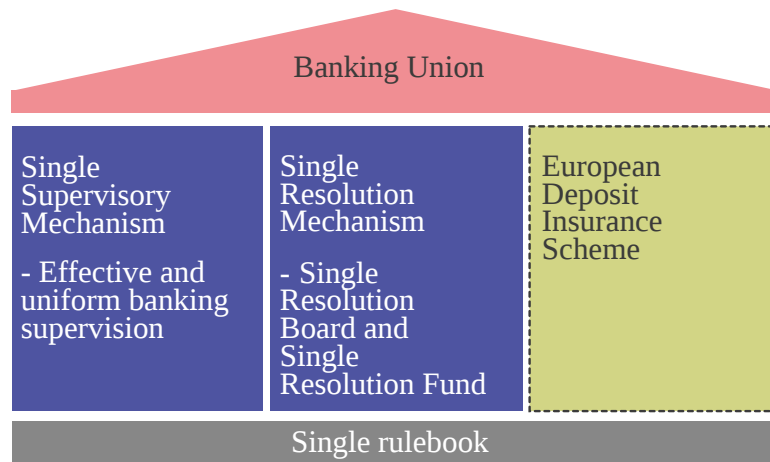 Banking Union
Single
Supervisory
Mechanism
- Effective and
uniform banking
supervision
Single
Resolution
Mechanism
- Single
Resolution
Board and
Single
Resolution Fund
European
Deposit
Insurance
Scheme
Single rulebook